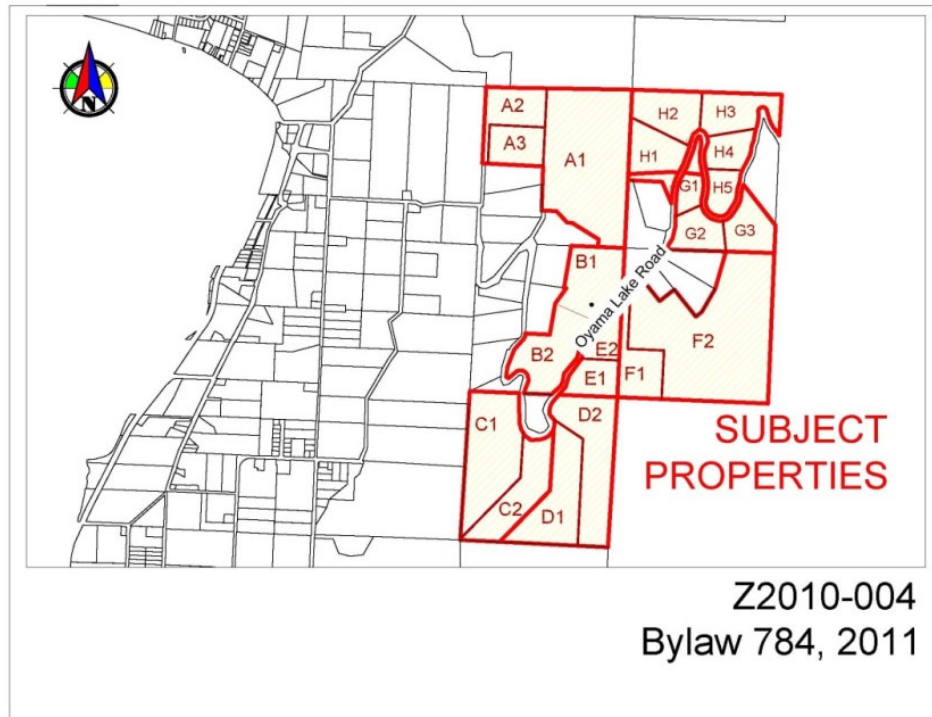 N
A2
A3
A1
H2
H3
H1
H4
G1
H5
G2
G3
B1
Oyama Lake Road
B2
E2
E1
F1
F2
C1
D2
C2
D1
SUBJECT
PROPERTIES
Z2010-004
Bylaw 784, 2011